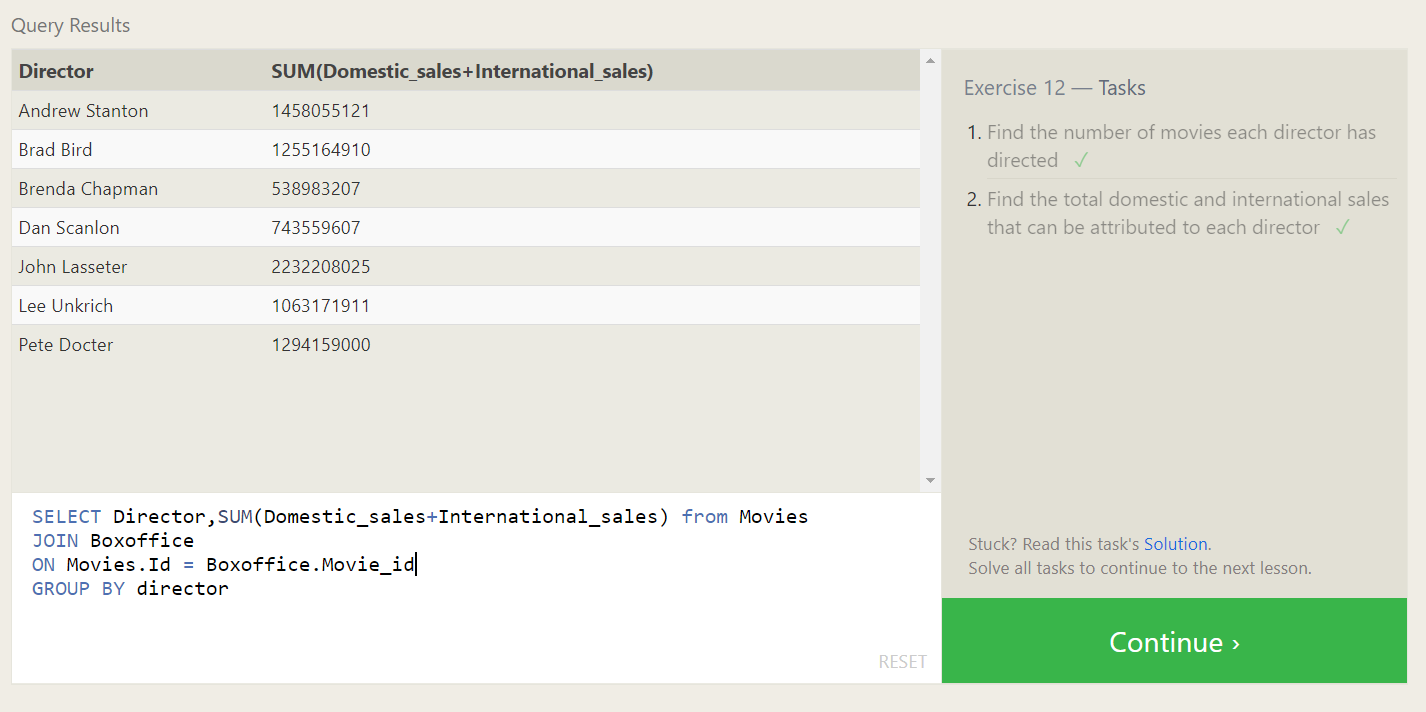 Query Results
Director SUM(Domestic_sales+International_sales)
Andrew Stanton 1458055121
Brad Bird 1255164910
Brenda Chapman 538983207
Dan Scanlon 743559607
John Lasseter 2232208025
Lee Unkrich 1063171911
Pete Docter 1294159000
SELECT Director,SUM(Domestic_sales+International_sales) from Movies
JOIN Boxoffice
ON Movies.Id = Boxoffice.Movie_id
GROUP BY director
RESET
Exercise 12 — Tasks
1. Find the number of movies each director has
directed ✓
2. Find the total domestic and international sales
that can be attributed to each director ✓
Stuck? Read this task's Solution.
Solve all tasks to continue to the next lesson.
Continue ›